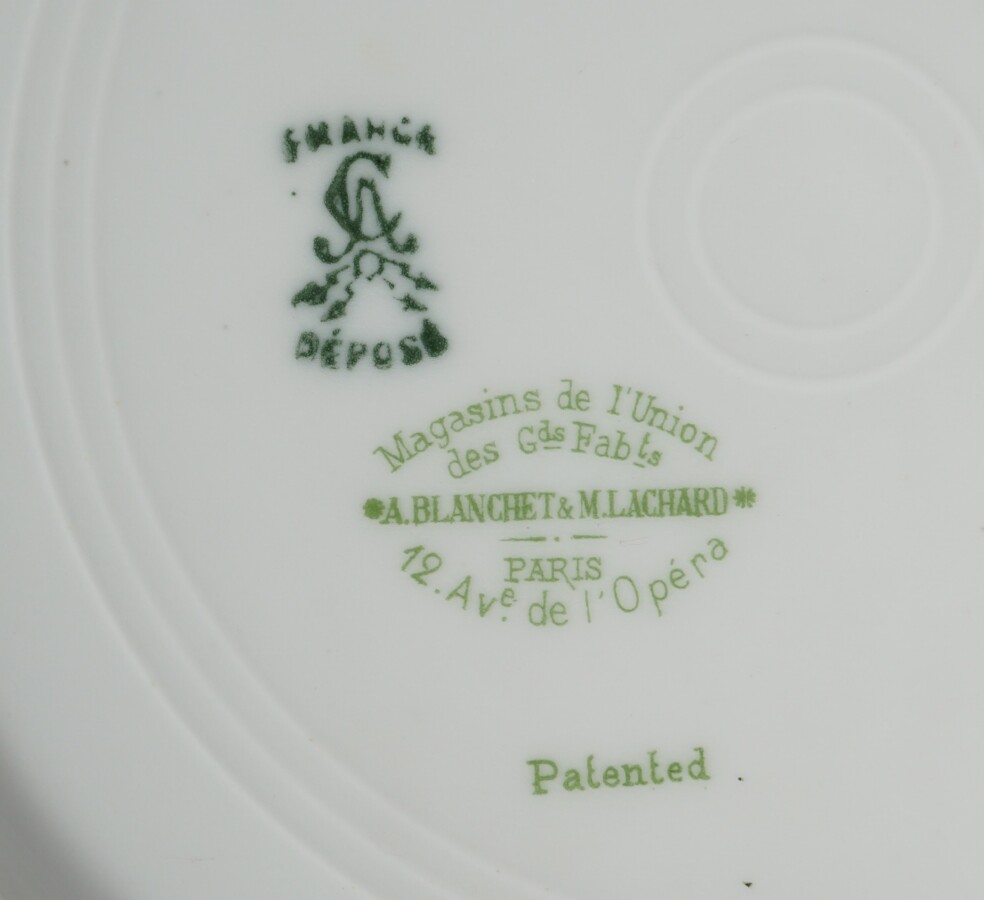 FRANCE
DÉPOSÉ
Magasins de l'Union
des Gds Fabts
A. BLANCHET & M. LACHARD
PARIS
12. Ave. de l'Opéra
Patented